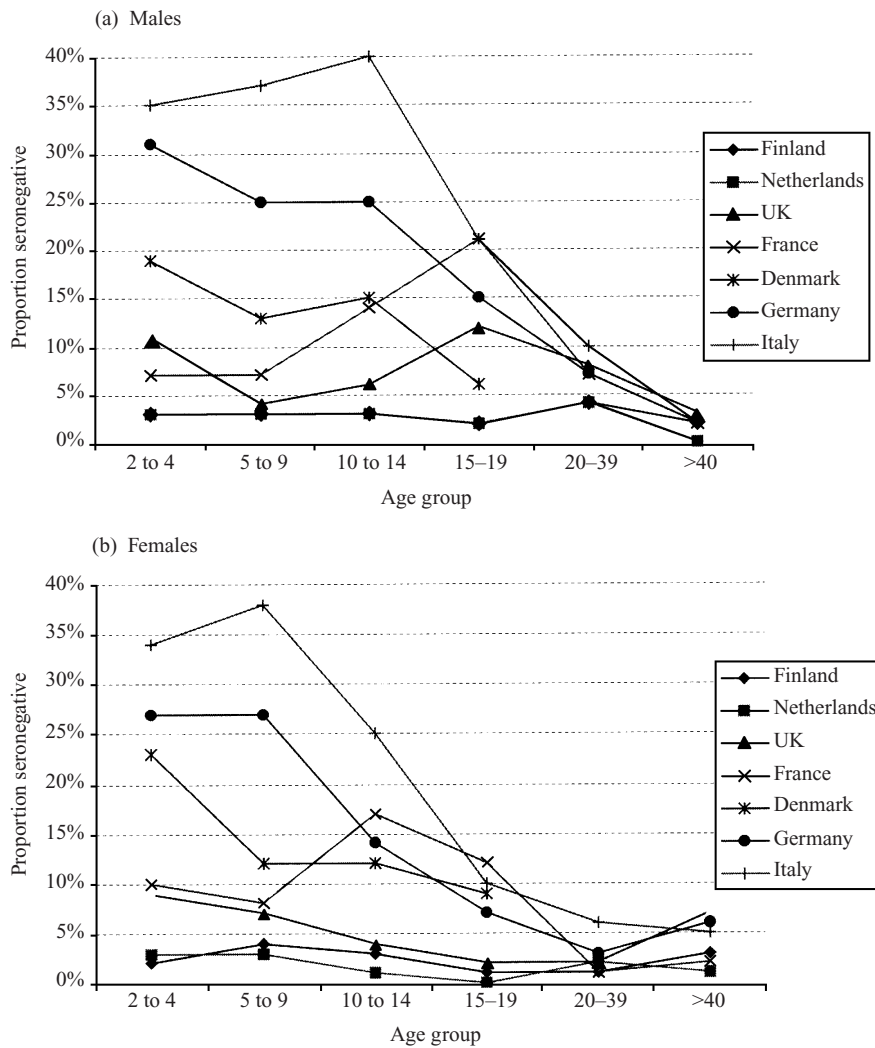 (a) Males
40%
35%
30%
25%
20%
15%
10%
5%
0%
Proportion seronegative
2 to 4 5 to 9 10 to 14 15–19 20–39 >40
Age group
Finland
Netherlands
UK
France
Denmark
Germany
Italy
(b) Females
40%
35%
30%
25%
20%
15%
10%
5%
0%
Proportion seronegative
2 to 4 5 to 9 10 to 14 15–19 20–39 >40
Age group
Finland
Netherlands
UK
France
Denmark
Germany
Italy